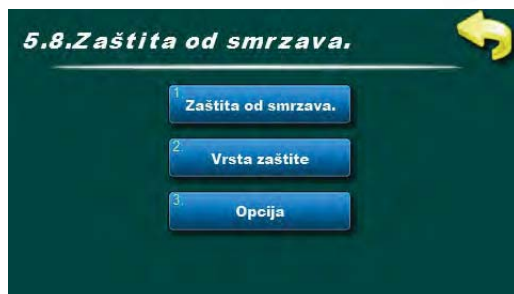 5.8.Zaštita od smrzava.
1.
Zaštita od smrzava.
2.
Vrsta zaštite
3.
Opcija